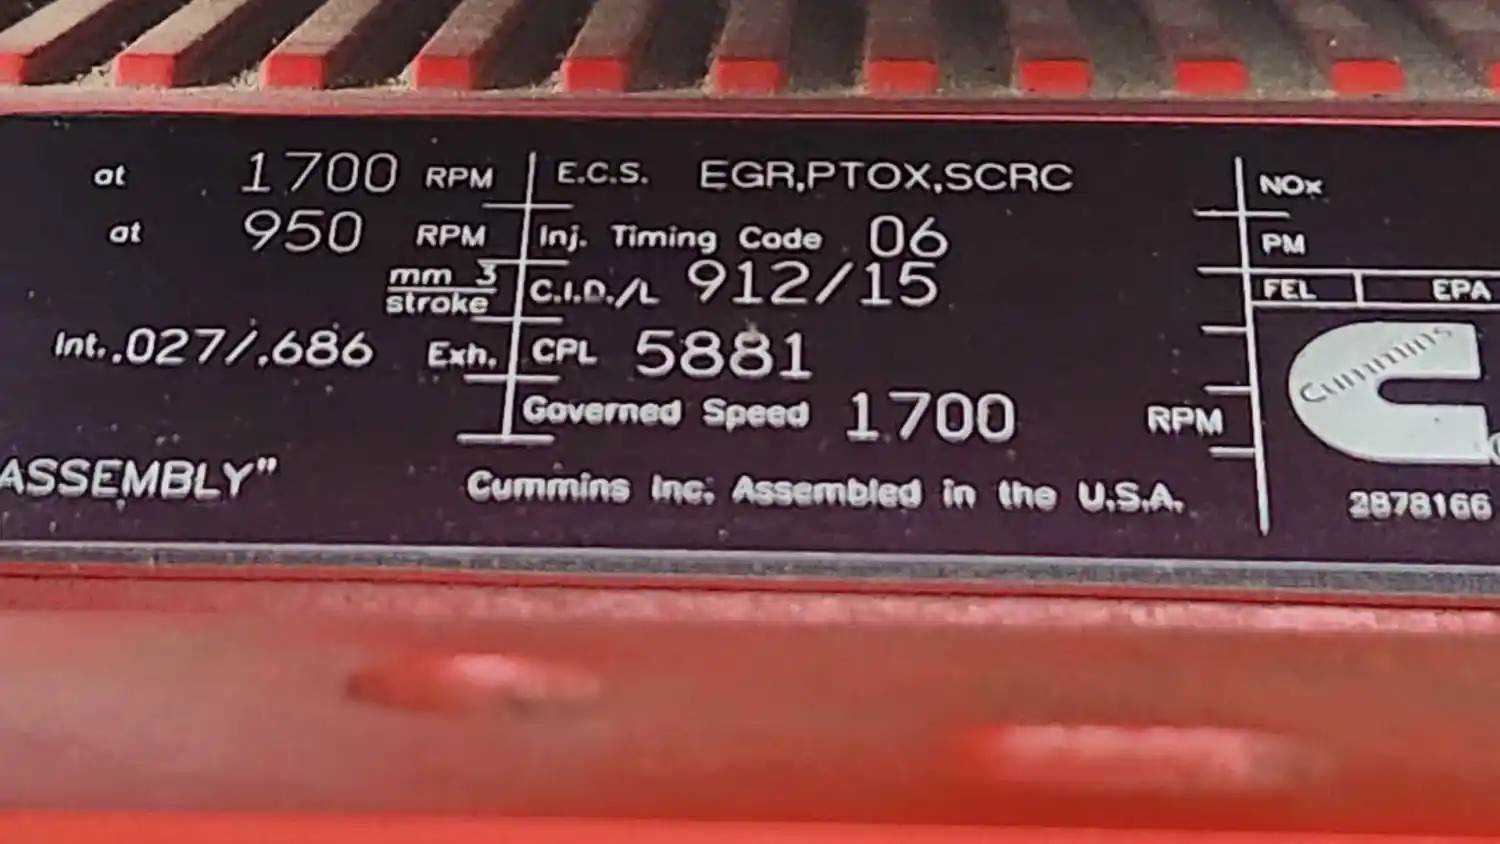 at 1700 RPM E.C.S. EGR,PTOX,SCRC NOx
at 950 RPM Inj. Timing Code 06 PM
mm 3 C.I.D./L 912/15 FEL EPA
stroke
Int. .027/.686 Exh. CPL 5881 Cummins
Governed Speed 1700 RPM
ASSEMBLY" Cummins Inc. Assembled in the U.S.A. 2878166